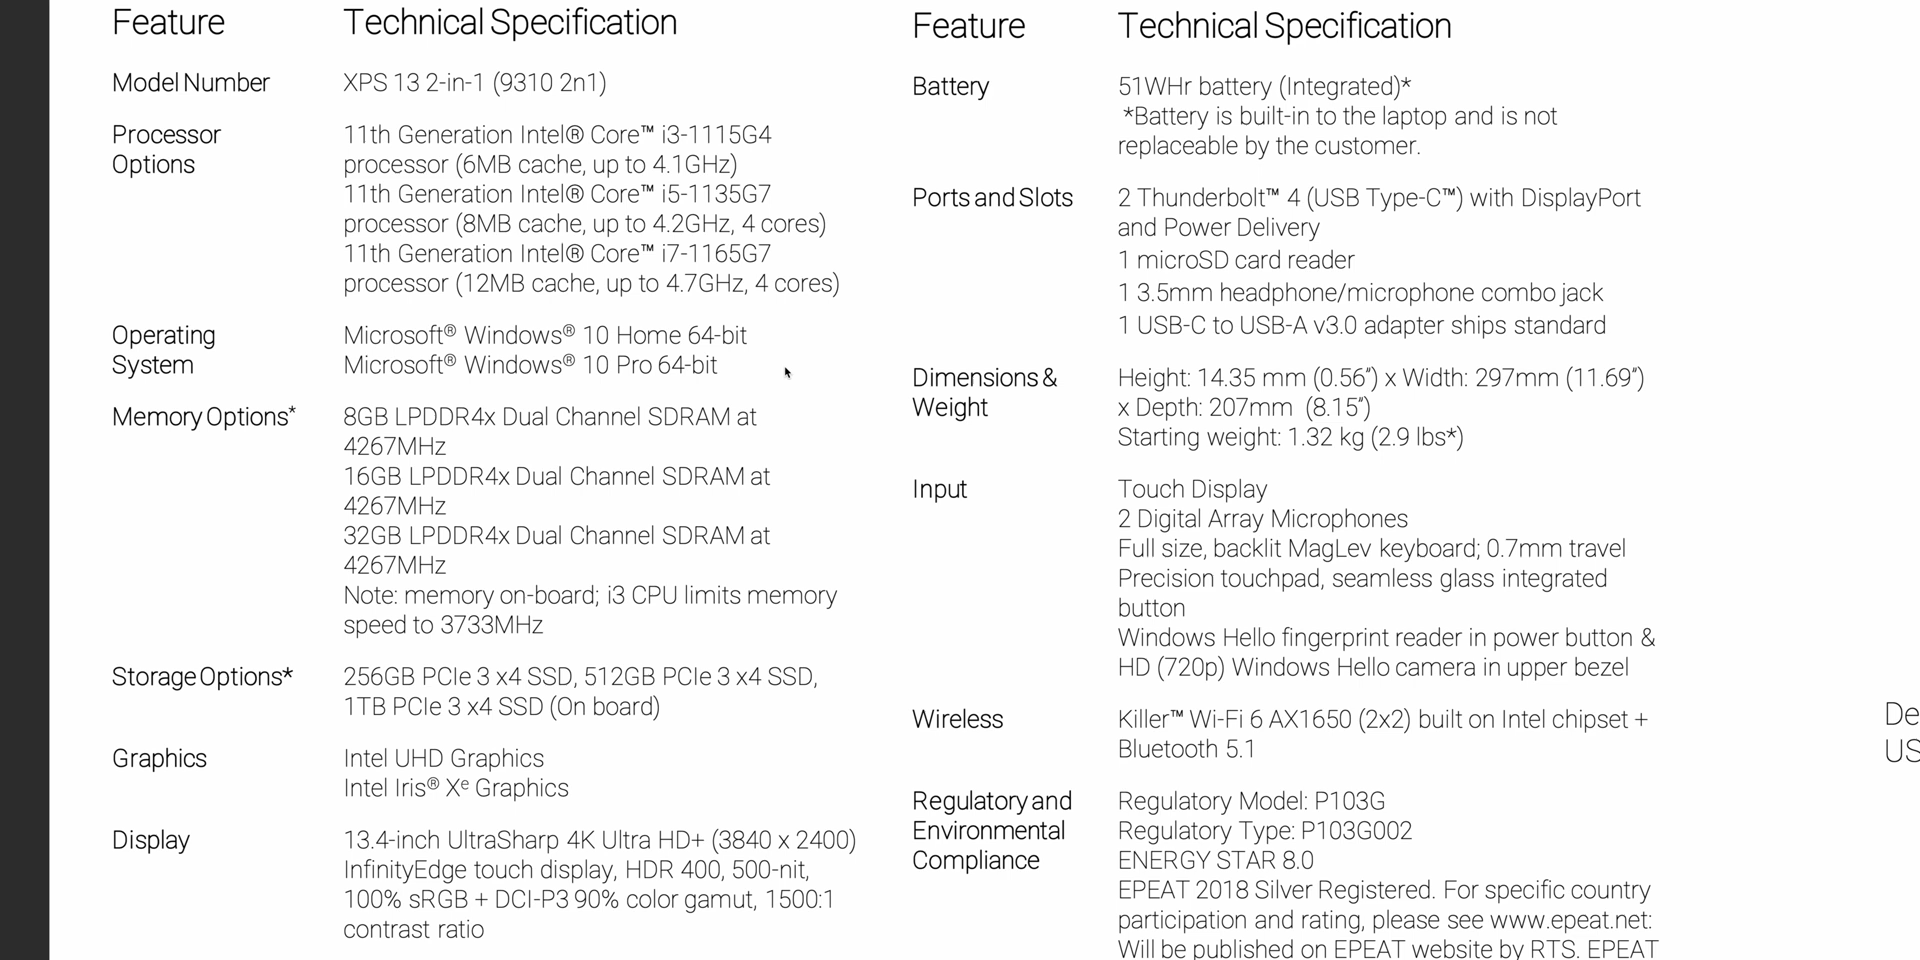 Feature Technical Specification
Model Number XPS 13 2-in-1 (9310 2n1)
Processor 11th Generation Intel® Core™ i3-1115G4
Options processor (6MB cache, up to 4.1GHz)
11th Generation Intel® Core™ i5-1135G7
processor (8MB cache, up to 4.2GHz, 4 cores)
11th Generation Intel® Core™ i7-1165G7
processor (12MB cache, up to 4.7GHz, 4 cores)
Operating Microsoft® Windows® 10 Home 64-bit
System Microsoft® Windows® 10 Pro 64-bit
Memory Options* 8GB LPDDR4x Dual Channel SDRAM at
4267MHz
16GB LPDDR4x Dual Channel SDRAM at
4267MHz
32GB LPDDR4x Dual Channel SDRAM at
4267MHz
Note: memory on-board; i3 CPU limits memory
speed to 3733MHz
Storage Options* 256GB PCIe 3 x4 SSD, 512GB PCIe 3 x4 SSD,
1TB PCIe 3 x4 SSD (On board)
Graphics Intel UHD Graphics
Intel Iris® Xᵉ Graphics
Display 13.4-inch UltraSharp 4K Ultra HD+ (3840 x 2400)
InfinityEdge touch display, HDR 400, 500-nit,
100% sRGB + DCI-P3 90% color gamut, 1500:1
contrast ratio
Feature Technical Specification
Battery 51WHr battery (Integrated)*
*Battery is built-in to the laptop and is not
replaceable by the customer.
Ports and Slots 2 Thunderbolt™ 4 (USB Type-C™) with DisplayPort
and Power Delivery
1 microSD card reader
1 3.5mm headphone/microphone combo jack
1 USB-C to USB-A v3.0 adapter ships standard
Dimensions & Height: 14.35 mm (0.56”) x Width: 297mm (11.69”)
Weight x Depth: 207mm (8.15”)
Starting weight: 1.32 kg (2.9 lbs*)
Input Touch Display
2 Digital Array Microphones
Full size, backlit MagLev keyboard; 0.7mm travel
Precision touchpad, seamless glass integrated
button
Windows Hello fingerprint reader in power button &
HD (720p) Windows Hello camera in upper bezel
Wireless Killer™ Wi-Fi 6 AX1650 (2x2) built on Intel chipset +
Bluetooth 5.1
Regulatory and Regulatory Model: P103G
Environmental Regulatory Type: P103G002
Compliance ENERGY STAR 8.0
EPEAT 2018 Silver Registered. For specific country
participation and rating, please see www.epeat.net:
Will be published on EPEAT website by RTS. EPEAT
De
US